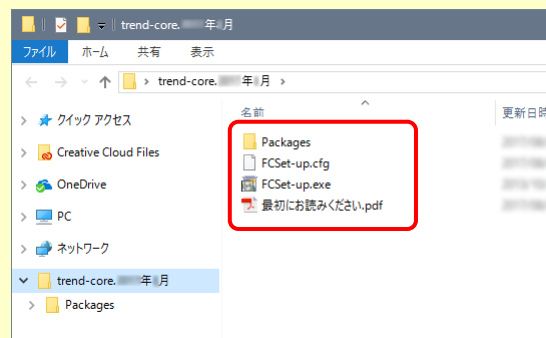 trend-core. 年 月
ファイル ホーム 共有 表示
trend-core. 年 月
名前 更新日時
クイック アクセス
Creative Cloud Files
OneDrive
PC
ネットワーク
trend-core. 年 月
Packages
Packages
FCSet-up.cfg
FCSet-up.exe
最初にお読みください.pdf